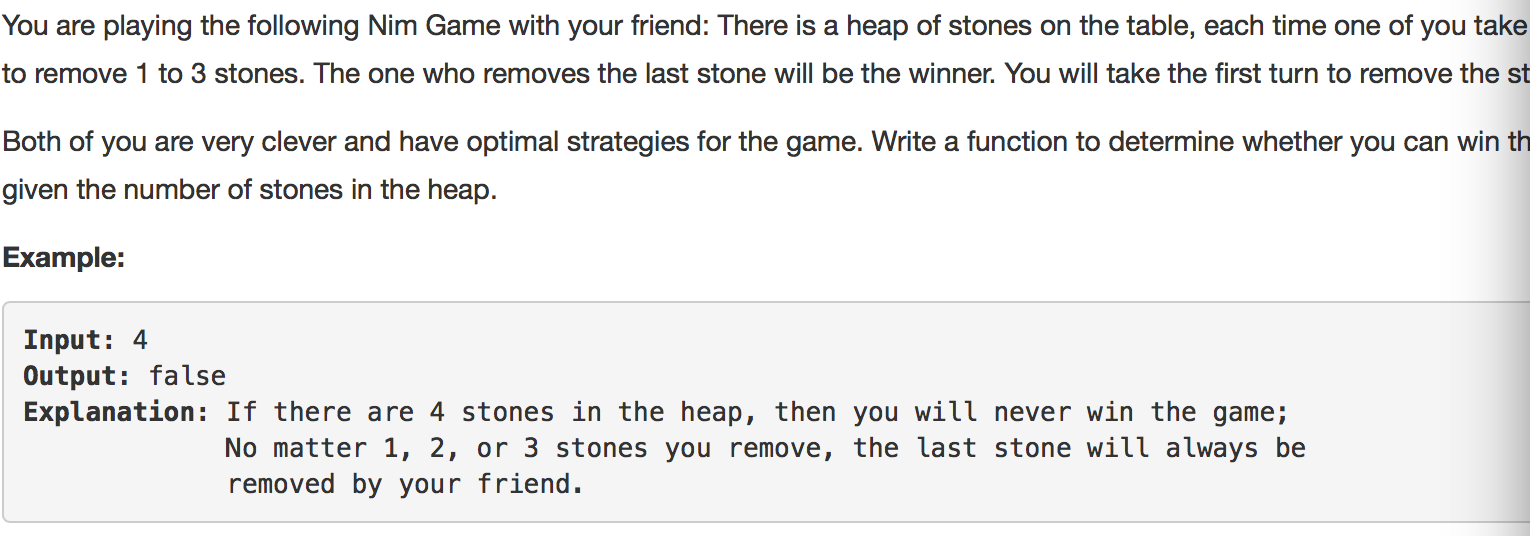 You are playing the following Nim Game with your friend: There is a heap of stones on the table, each time one of you take
to remove 1 to 3 stones. The one who removes the last stone will be the winner. You will take the first turn to remove the st
Both of you are very clever and have optimal strategies for the game. Write a function to determine whether you can win th
given the number of stones in the heap.
Example:
Input: 4
Output: false
Explanation: If there are 4 stones in the heap, then you will never win the game;
No matter 1, 2, or 3 stones you remove, the last stone will always be
removed by your friend.